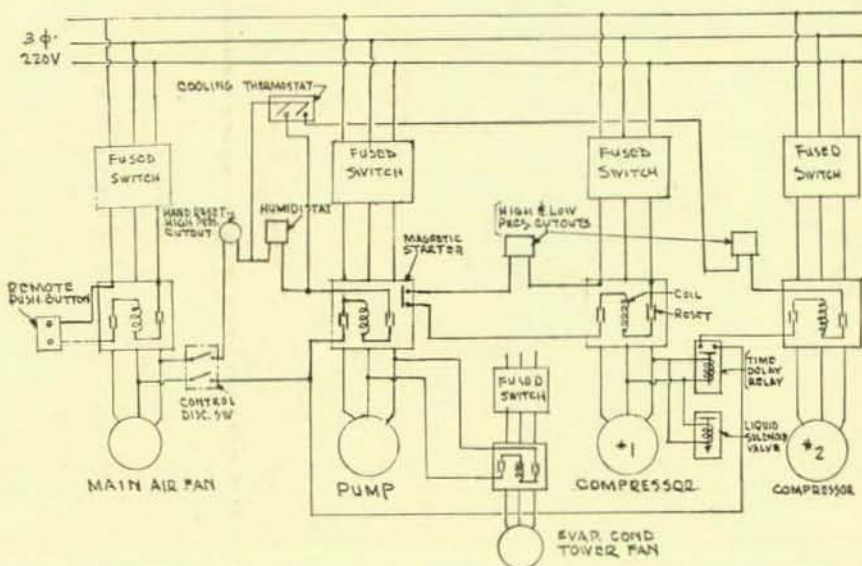 3 ϕ.
220V
COOLING THERMOSTAT
FUSED
SWITCH
FUSED
SWITCH
FUSED
SWITCH
FUSED
SWITCH
HAND RESET
HIGH PRES.
CUTOUT
HUMIDISTAT
HIGH & LOW
PRES. CUTOUTS
MAGNETIC
STARTER
REMOTE
PUSH BUTTON
COIL
RESET
TIME
DELAY
RELAY
FUSED
SWITCH
CONTROL
DISC. SW
LIQUID
SOLENOID
VALVE
#1
#2
MAIN AIR FAN
PUMP
COMPRESSOR
COMPRESSOR
EVAP. COND
TOWER FAN